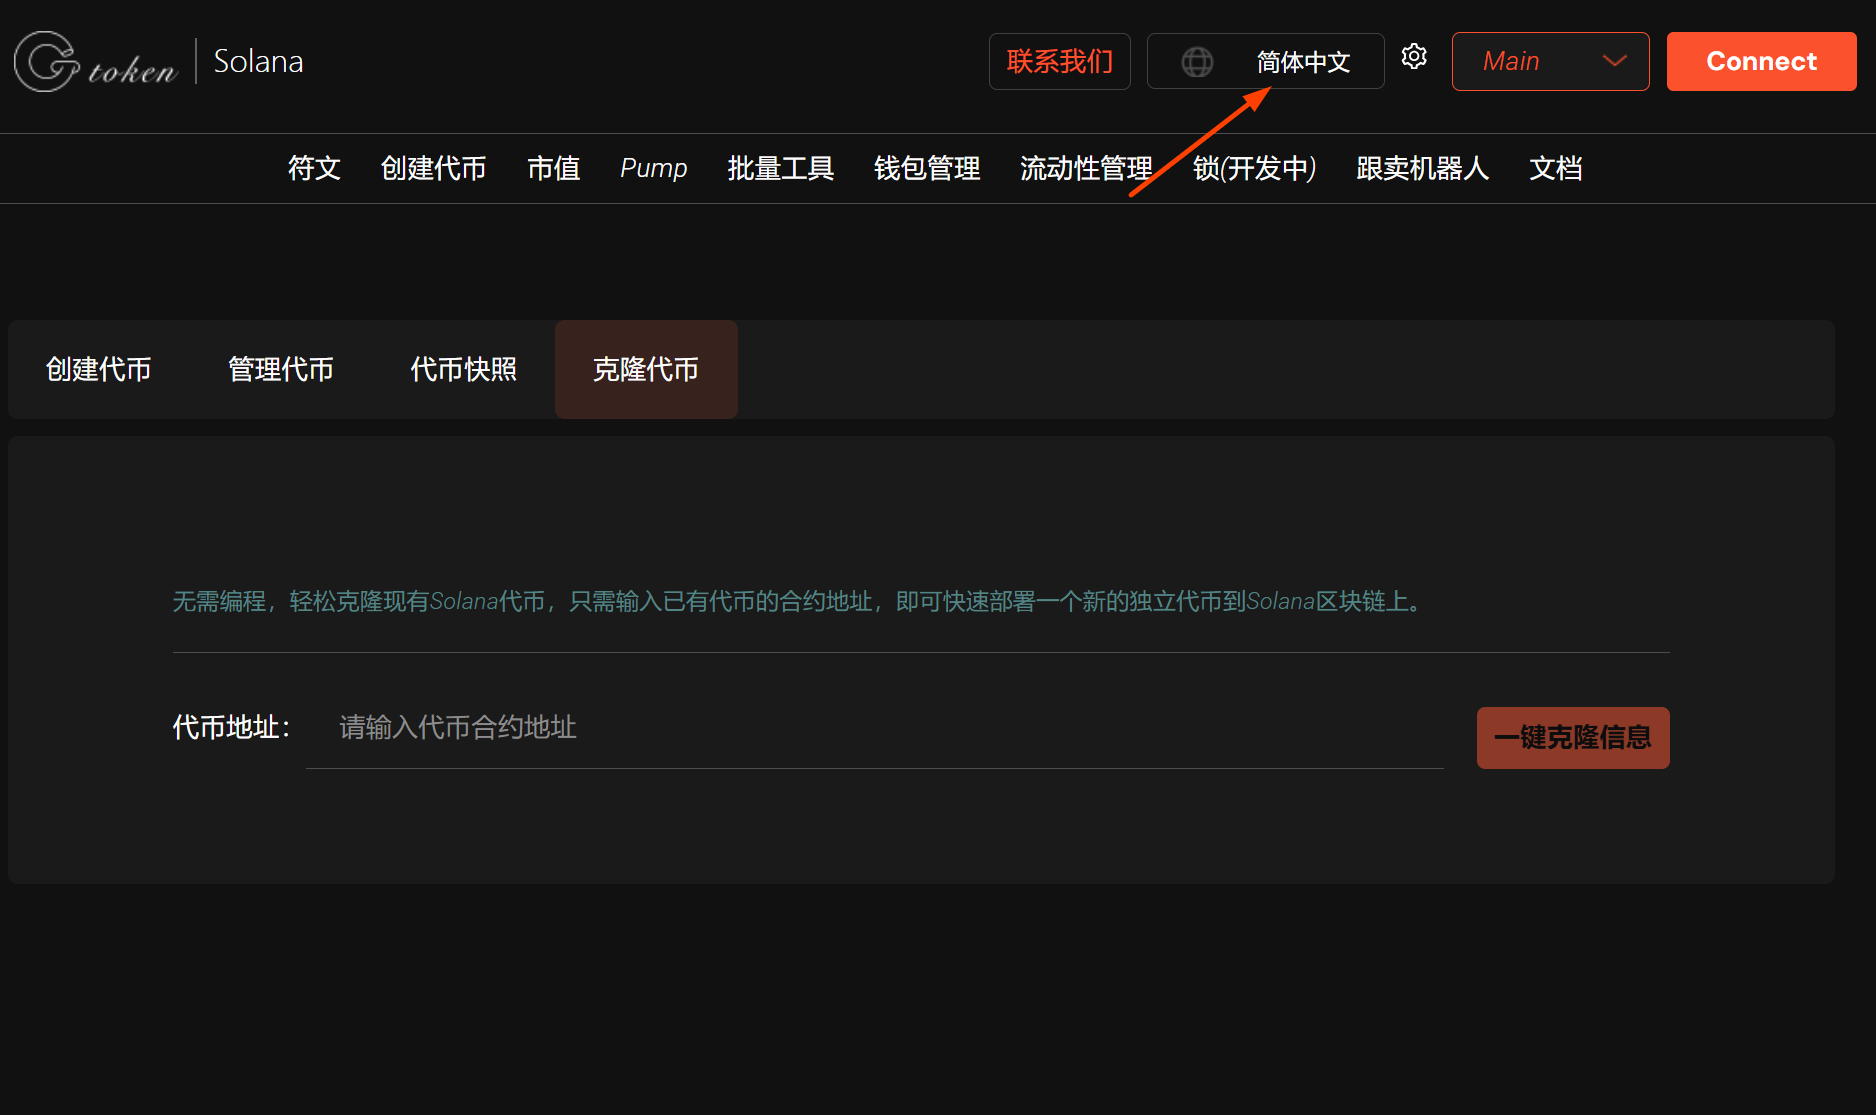 Gtoken | Solana
联系我们
简体中文
Main
Connect
符文 创建代币 市值 Pump 批量工具 钱包管理 流动性管理 锁(开发中) 跟卖机器人 文档
创建代币 管理代币 代币快照 克隆代币
无需编程，轻松克隆现有Solana代币，只需输入已有代币的合约地址，即可快速部署一个新的独立代币到Solana区块链上。
代币地址： 请输入代币合约地址
一键克隆信息